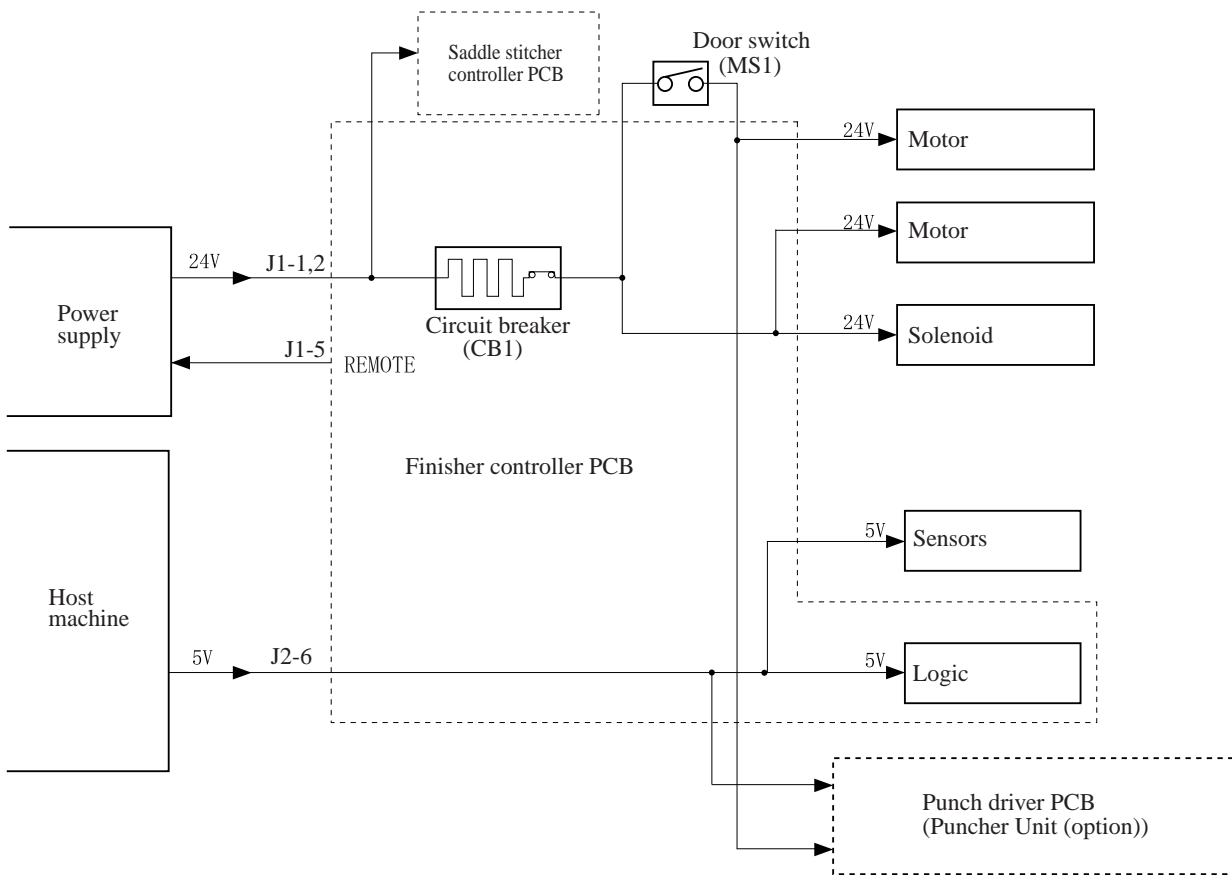 Saddle stitcher
controller PCB
Door switch
(MS1)
24V
Motor
24V
Motor
24V
J1-1,2
Power
supply
Circuit breaker
(CB1)
24V
Solenoid
J1-5
REMOTE
Finisher controller PCB
5V
Sensors
Host
machine
5V
J2-6
5V
Logic
Punch driver PCB
(Puncher Unit (option))